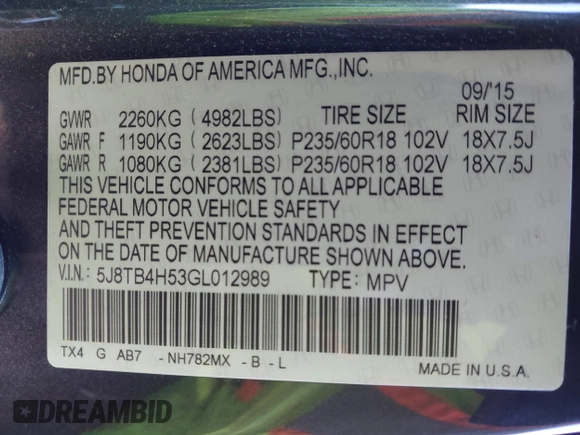 MFD.BY HONDA OF AMERICA MFG.,INC.
09/'15
GVWR 2260KG ( 4982LBS) TIRE SIZE RIM SIZE
GAWR F 1190KG ( 2623LBS) P235/60R18 102V 18X7.5J
GAWR R 1080KG ( 2381LBS) P235/60R18 102V 18X7.5J
THIS VEHICLE CONFORMS TO ALL APPLICABLE
FEDERAL MOTOR VEHICLE SAFETY
AND THEFT PREVENTION STANDARDS IN EFFECT
ON THE DATE OF MANUFACTURE SHOWN ABOVE.
V.I.N.: 5J8TB4H53GL012989 TYPE: MPV
TX4 G AB7 -NH782MX -B -L
MADE IN U.S.A.
DREAMBID